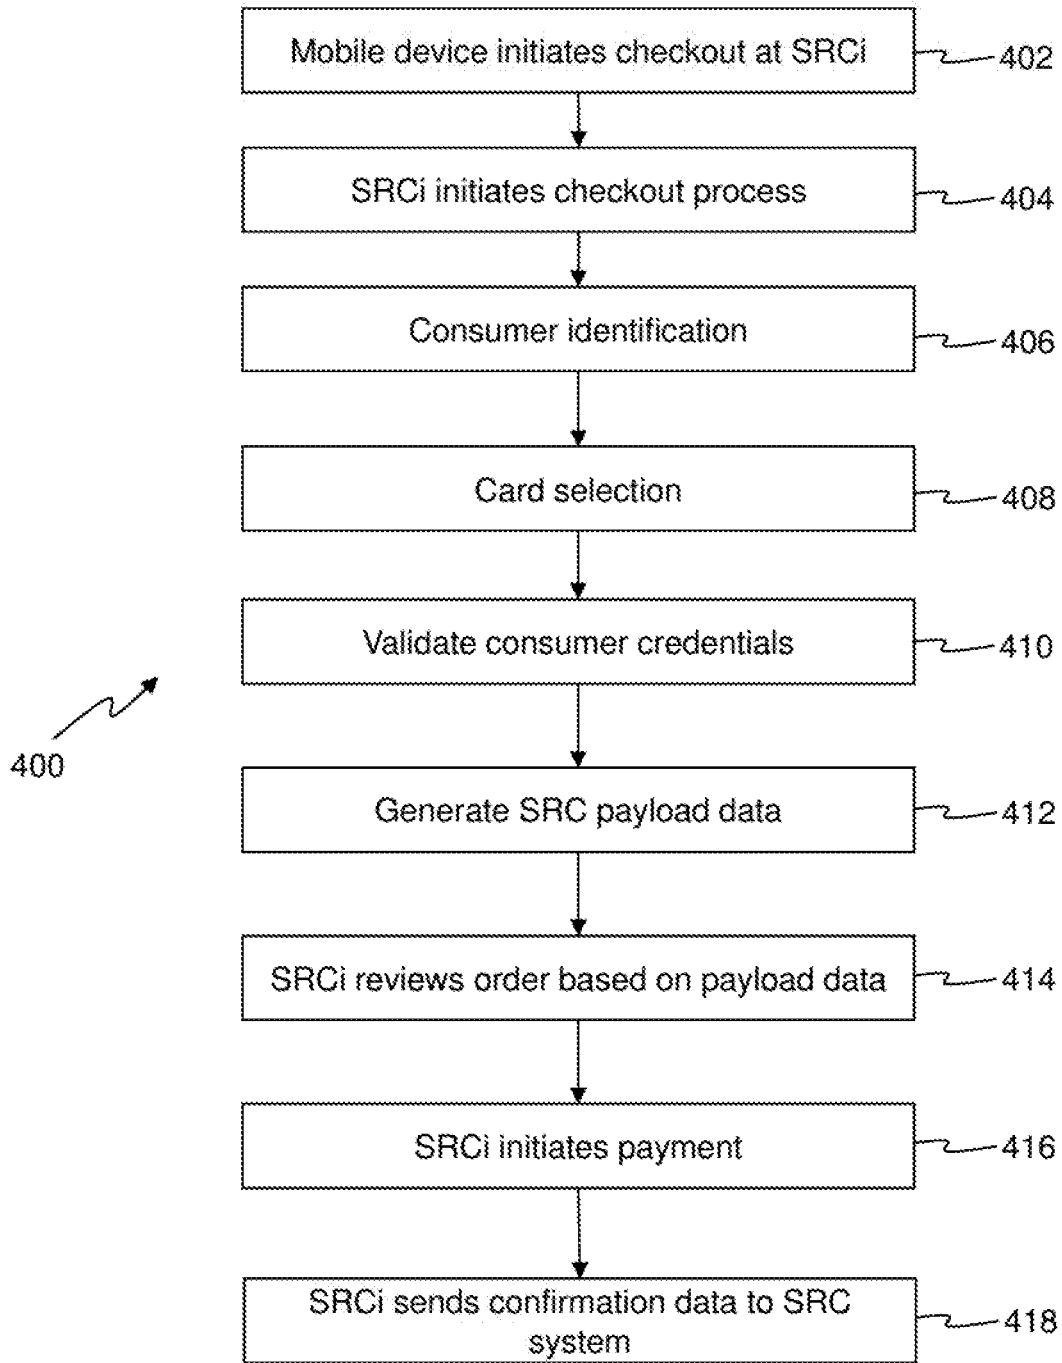 Mobile device initiates checkout at SRCi
402
SRCi initiates checkout process
404
Consumer identification
406
Card selection
408
Validate consumer credentials
410
400
Generate SRC payload data
412
SRCi reviews order based on payload data
414
SRCi initiates payment
416
SRCi sends confirmation data to SRC
system
418